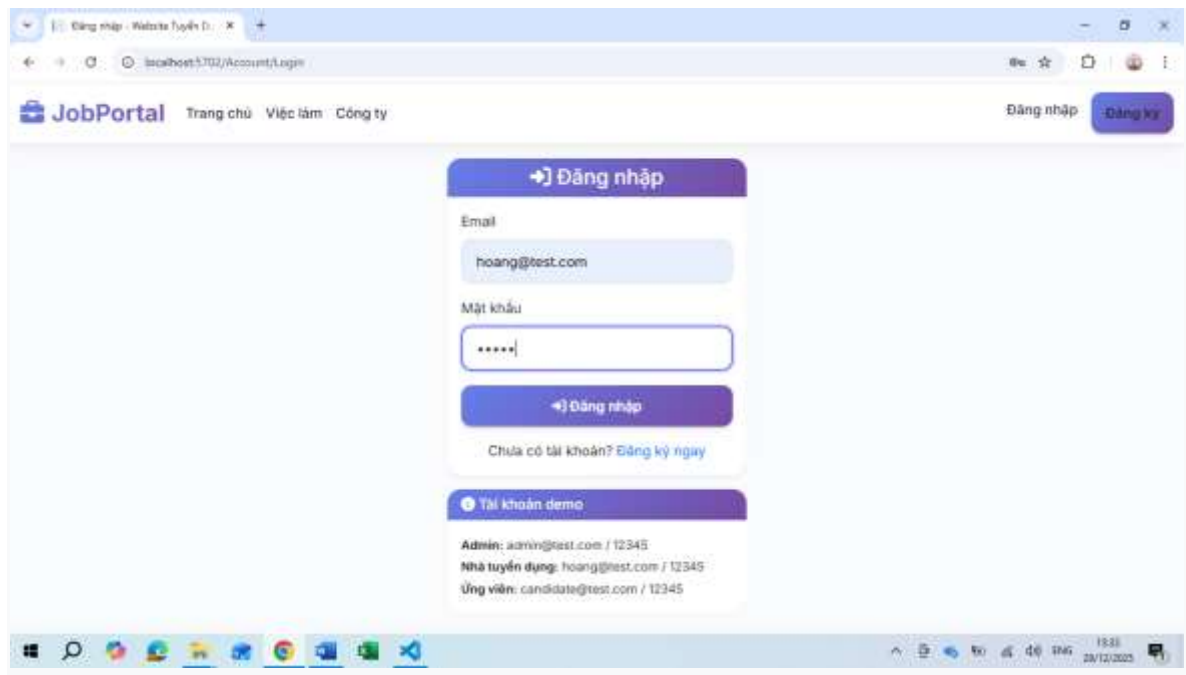 Đăng nhập - Website Tuyển D.
localhost:5702/Account/Login
JobPortal Trang chủ Việc làm Công ty Đăng nhập Đăng ký
Đăng nhập
Email
hoang@test.com
Mật khẩu
Đăng nhập
Chưa có tài khoản? Đăng ký ngay
Tài khoản demo
Admin: admin@test.com / 12345
Nhà tuyển dụng: hoang@test.com / 12345
Ứng viên: candidate@test.com / 12345
ENG
28/12/2025